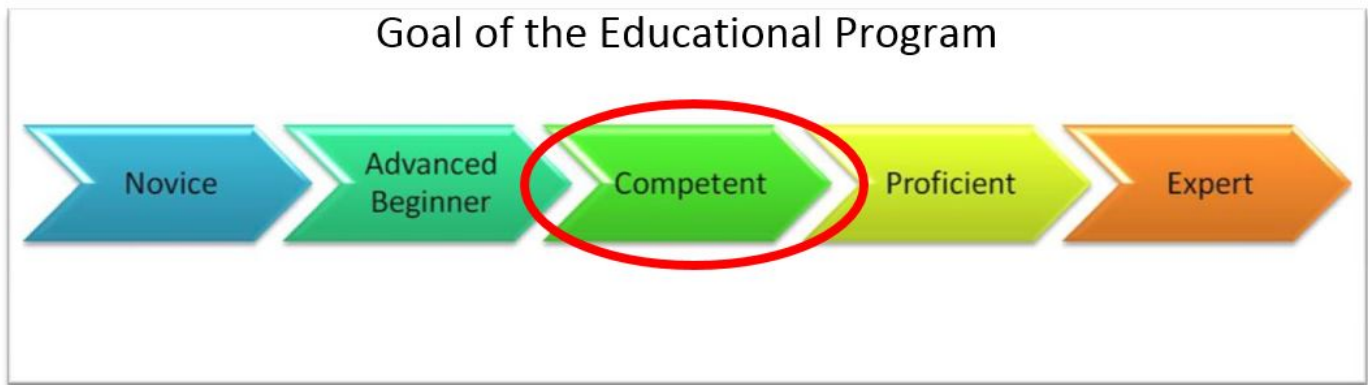 Goal of the Educational Program
Novice
Advanced
Beginner
Competent
Proficient
Expert